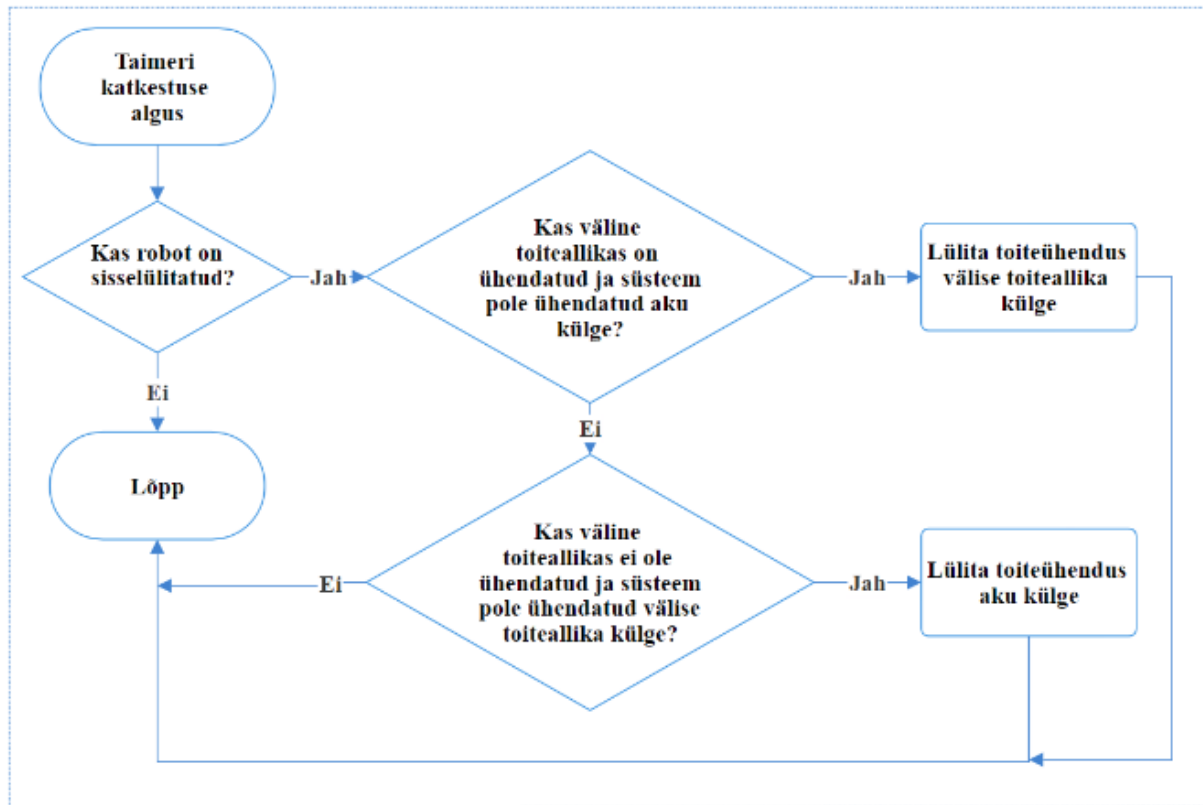 Taimeri
katkestuse
algus
Kas robot on
sisselülitatud?
Jah
Kas väline
toiteallikas on
ühendatud ja süsteem
pole ühendatud aku
külge?
Jah
Lülita toiteühendus
välise toiteallika
külge
Ei
Ei
Lõpp
Kas väline
toiteallikas ei ole
ühendatud ja süsteem
pole ühendatud välise
toiteallika külge?
Ei
Jah
Lülita toiteühendus
aku külge